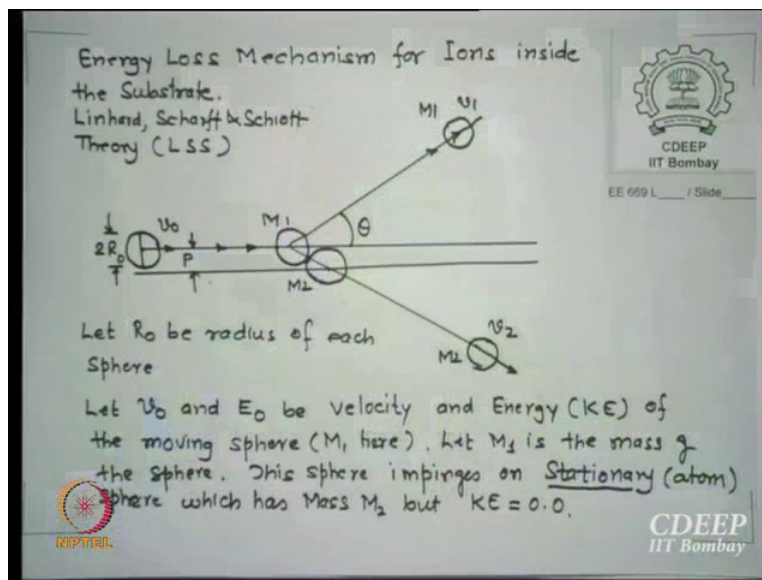 Energy Loss Mechanism for Ions inside
the Substrate.
Linhard, Scharff & Schiott
Theory (LSS)
CDEEP
IIT Bombay
EE 669 L____ / Slide____
M1 v1
2R0
v0
P
M1
θ
M2
M2 v2
Let R0 be radius of each
Sphere
Let v0 and E0 be Velocity and Energy (KE) of
the moving sphere (M1 here). Let M1 is the mass of
the sphere. This sphere impinges on Stationary (atom)
Sphere which has Mass M2 but KE = 0.0.
NPTEL
CDEEP
IIT Bombay